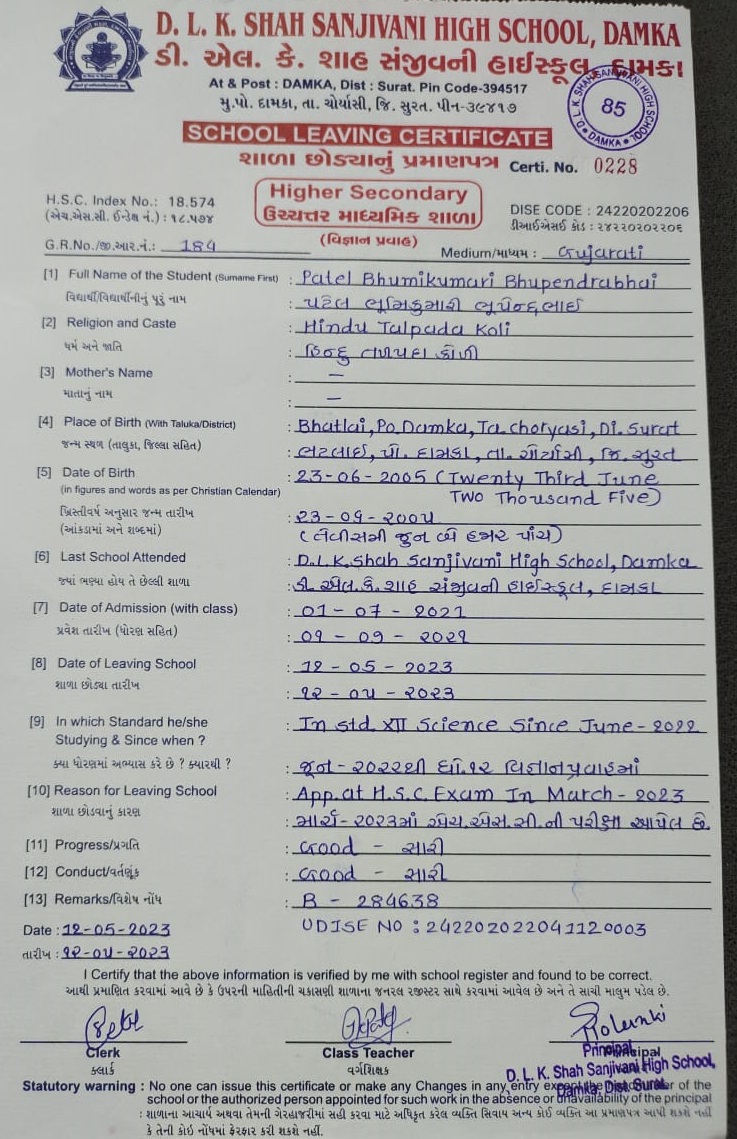 D. L. K. SHAH SANJIVANI HIGH SCHOOL, DAMKA
ડી. એલ. કે. શાહ સંજીવની હાઈસ્કૂલ, દામકા
At & Post : DAMKA, Dist : Surat. Pin Code-394517
મુ.પો. દામકા, તા. ચોર્યાસી, જિ. સુરત. પીન-૩૯૪૫૧૭
D. L. K. SHAH SANJIVANI HIGH SCHOOL
85
• DAMKA •
SCHOOL LEAVING CERTIFICATE
શાળા છોડ્યાનું પ્રમાણપત્ર Certi. No. 0228
H.S.C. Index No.: 18.574 Higher Secondary DISE CODE : 24220202206
(એચ.એસ.સી. ઈન્ડેક્ષ નં.) : ૧૮.૫૭૪ ઉચ્ચત્તર માધ્યમિક શાળા ડીઆઈએસઈ કોડ : ૨૪૨૨૦૨૦૨૨૦૬
G.R.No./જી.આર.નં.: 184 (વિજ્ઞાન પ્રવાહ) Medium/માધ્યમ : Gujarati
[1] Full Name of the Student (Surname First) : Patel Bhumikumari Bhupendrabhai
વિદ્યાર્થી/વિદ્યાર્થીનીનું પૂરૂં નામ : પટેલ ભૂમિકુમારી ભૂપેન્દ્રભાઈ
[2] Religion and Caste : Hindu Talpada Koli
ધર્મ અને જાતિ : હિન્દુ તળપદા કોળી
[3] Mother's Name : —
માતાનું નામ : —
[4] Place of Birth (With Taluka/District) : Bhatlai, Po. Damka, Ta. choryasi, Di. Surat
જન્મ સ્થળ (તાલુકા, જિલ્લા સહિત) : ભટલાઈ, પો. દામકા, તા. ચોર્યાસી, જિ. સુરત
[5] Date of Birth : 23-06-2005 (Twenty Third June
(in figures and words as per Christian Calendar) Two Thousand Five)
ખ્રિસ્તીવર્ષ અનુસાર જન્મ તારીખ : ૨૩-૦૬-૨૦૦૫
(આંકડામાં અને શબ્દમાં) (તેવીસમી જુન બે હજાર પાંચ)
[6] Last School Attended : D.L.K. Shah Sanjivani High School, Damka
જ્યાં ભણ્યા હોય તે છેલ્લી શાળા : ડી. એલ. કે. શાહ સંજીવની હાઈસ્કૂલ, દામકા
[7] Date of Admission (with class) : 01-07-2021
પ્રવેશ તારીખ (ધોરણ સહિત) : ૦૧-૦૭-૨૦૨૧
[8] Date of Leaving School : 12-05-2023
શાળા છોડ્યા તારીખ : ૧૨-૦૫-૨૦૨૩
[9] In which Standard he/she : In std XII Science Since June-2022
Studying & Since when ?
ક્યા ધોરણમાં અભ્યાસ કરે છે ? ક્યારથી ? : જૂન-૨૦૨૨થી ધો.૧૨ વિજ્ઞાનપ્રવાહમાં
[10] Reason for Leaving School : App. at H.S.C. Exam In March-2023
શાળા છોડવાનું કારણ : માર્ચ-૨૦૨૩માં એચ.એસ.સી.ની પરીક્ષા આપેલ છે.
[11] Progress/પ્રગતિ : Good - સારી
[12] Conduct/વર્તણૂંક : Good - સારી
[13] Remarks/વિશેષ નોંધ : B - 284638
Date : 12-05-2023 UDISE NO : 242202022041120003
તારીખ : ૧૨-૦૫-૨૦૨૩
I Certify that the above information is verified by me with school register and found to be correct.
આથી પ્રમાણિત કરવામાં આવે છે કે ઉપરની માહિતીની ચકાસણી શાળાના જનરલ રજીસ્ટર સાથે કરવામાં આવેલ છે અને તે સાચી માલુમ પડેલ છે.
Clerk Class Teacher Principal
ક્લાર્ક વર્ગશિક્ષક
Principal
D. L. K. Shah Sanjivani High School,
Damka, Dist. Surat.
Statutory warning : No one can issue this certificate or make any Changes in any entry of the
school or the authorized person appointed for such work in the absence or unavailability of the principal
: શાળાના આચાર્ય અથવા તેમની ગેરહાજરીમાં સહી કરવા માટે અધિકૃત કરેલ વ્યક્તિ સિવાય અન્ય કોઈ વ્યક્તિ આ પ્રમાણપત્ર આપી શકશે નહીં
કે તેની કોઈ નોંધમાં ફેરફાર કરી શકશે નહીં.